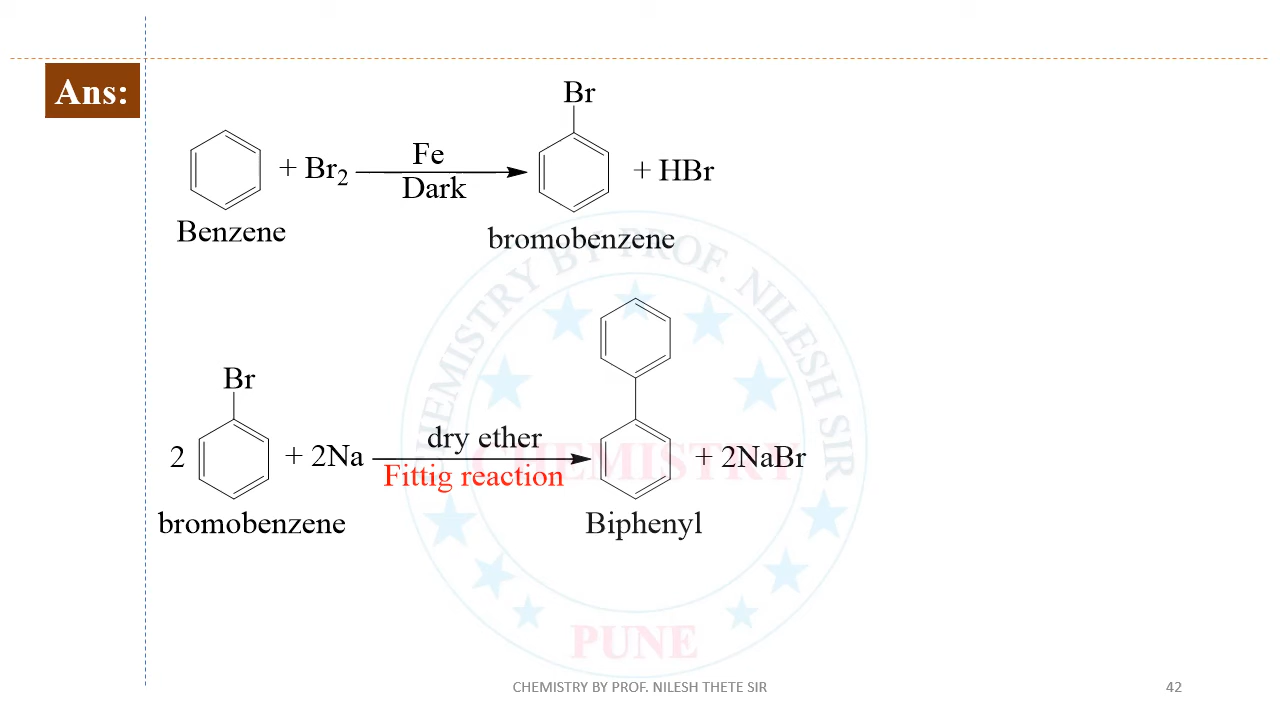 Ans:
Br
+ Br2 Fe + HBr
Dark
Benzene
bromobenzene
CHEMISTRY BY PROF. NILESH SIR
Br
2 + 2Na dry ether + 2NaBr
Fittig reaction
CHEMISTRY
bromobenzene
Biphenyl
PUNE
CHEMISTRY BY PROF. NILESH THETE SIR
42